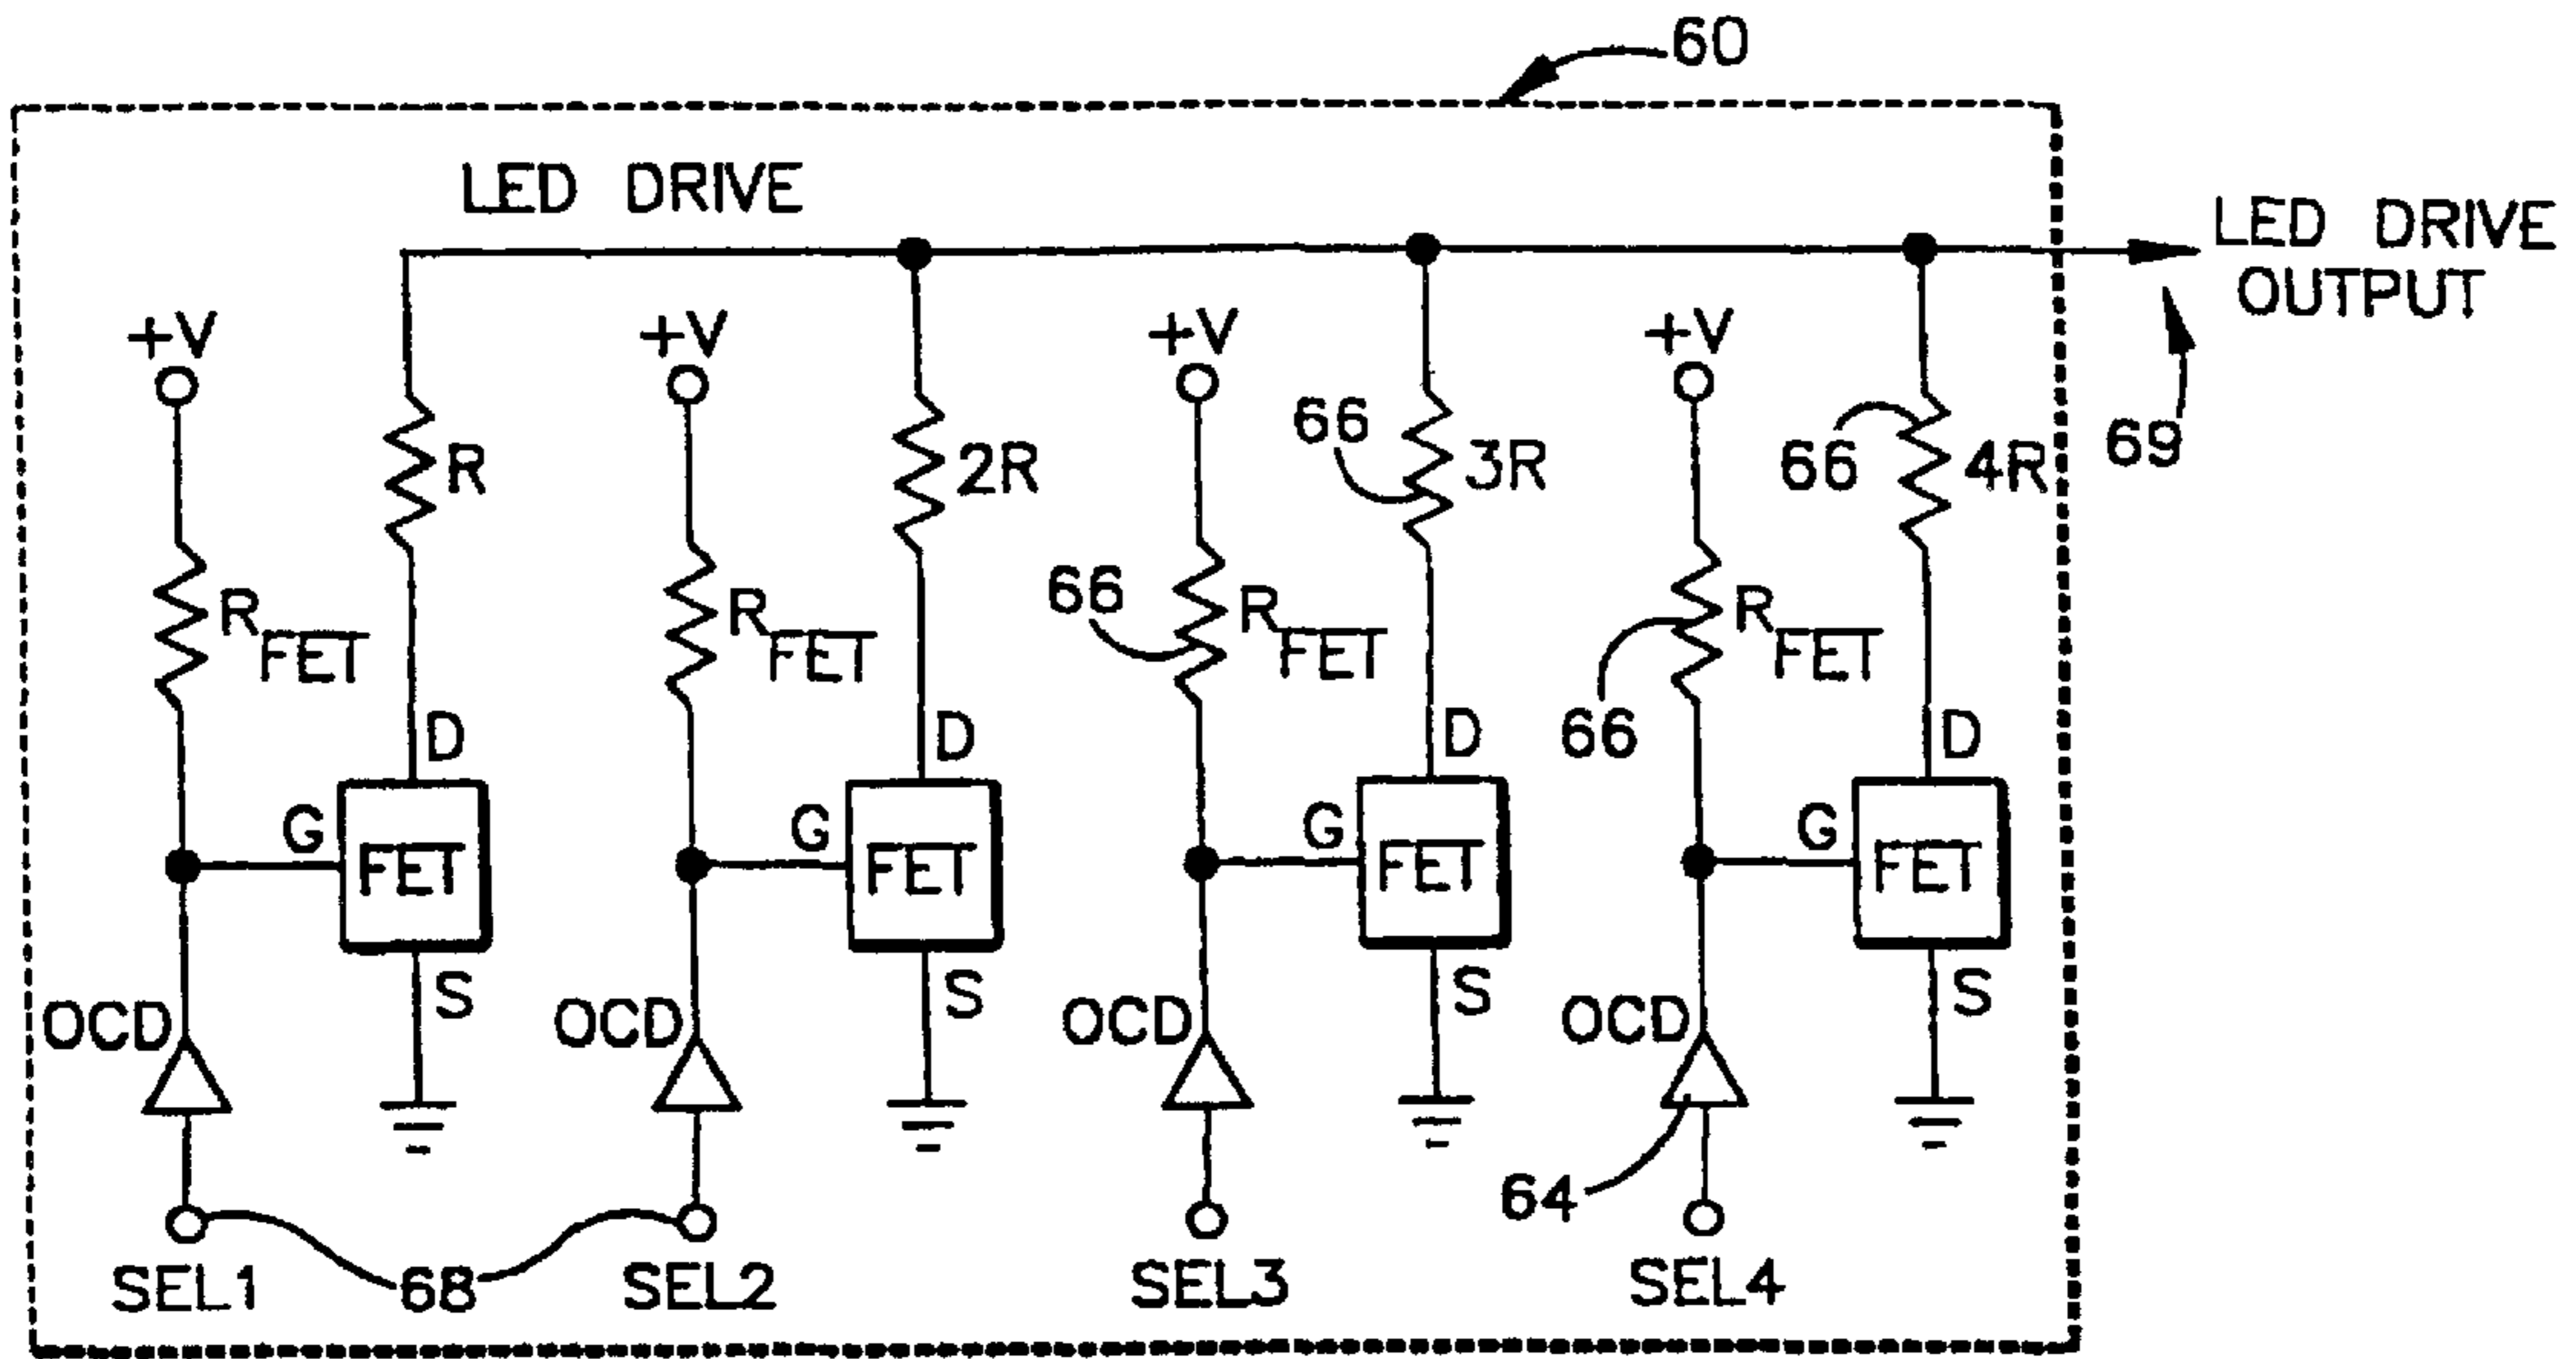 60
LED DRIVE
LED DRIVE
OUTPUT
+V
+V
+V
+V
R
2R
66
3R
66
4R
69
R FET
R FET
66
R FET
66
R FET
D
D
D
D
G
FET
G
FET
G
FET
G
FET
S
S
S
S
OCD
OCD
OCD
OCD
64
SEL1
68
SEL2
SEL3
SEL4